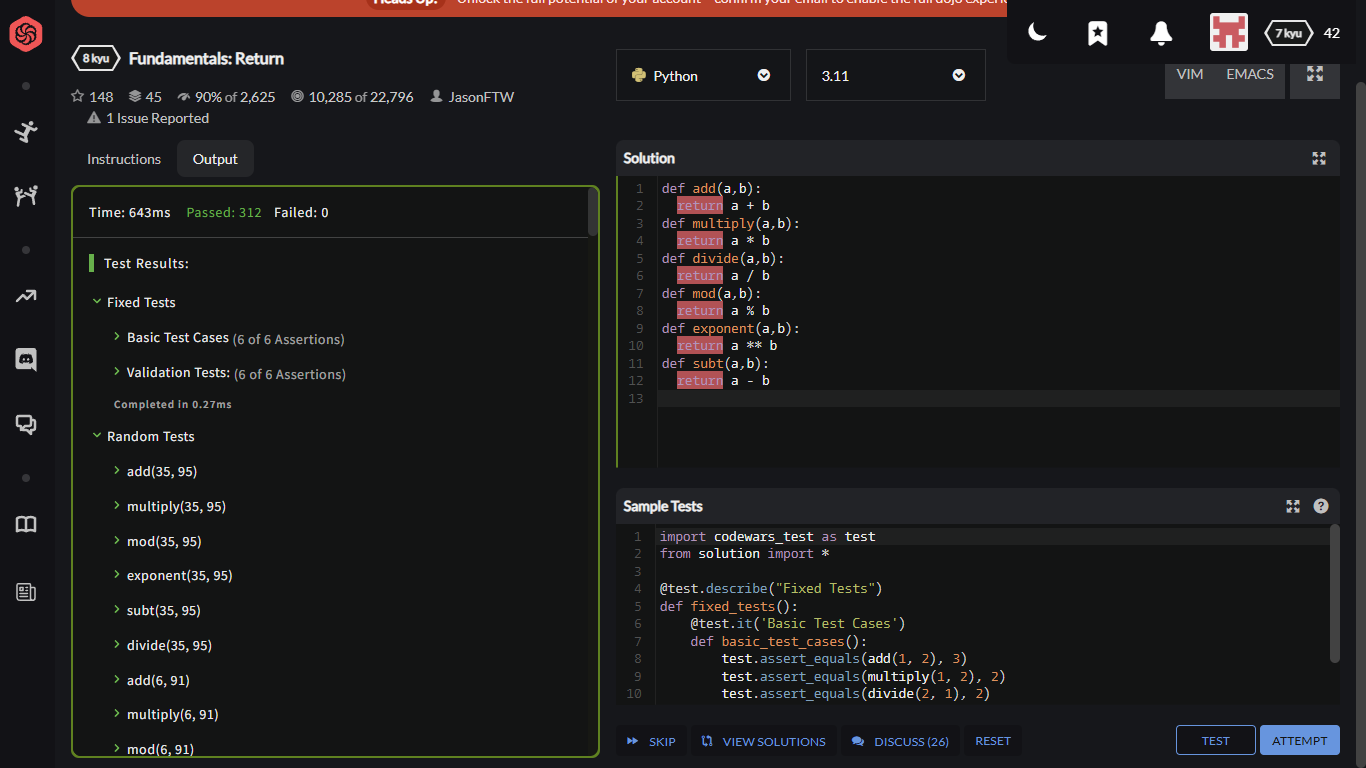 Heads Up! Unlock the full potential of your account – confirm your email to enable the full dojo experi
7 kyu 42
8 kyu Fundamentals: Return
148 45 90% of 2,625 10,285 of 22,796 JasonFTW
1 Issue Reported
Python 3.11 VIM EMACS
Instructions Output
Time: 643ms Passed: 312 Failed: 0
Test Results:
Fixed Tests
Basic Test Cases (6 of 6 Assertions)
Validation Tests: (6 of 6 Assertions)
Completed in 0.27ms
Random Tests
add(35, 95)
multiply(35, 95)
mod(35, 95)
exponent(35, 95)
subt(35, 95)
divide(35, 95)
add(6, 91)
multiply(6, 91)
mod(6, 91)
Solution
1 def add(a,b):
2 return a + b
3 def multiply(a,b):
4 return a * b
5 def divide(a,b):
6 return a / b
7 def mod(a,b):
8 return a % b
9 def exponent(a,b):
10 return a ** b
11 def subt(a,b):
12 return a - b
13
Sample Tests
1 import codewars_test as test
2 from solution import *
3
4 @test.describe("Fixed Tests")
5 def fixed_tests():
6 @test.it('Basic Test Cases')
7 def basic_test_cases():
8 test.assert_equals(add(1, 2), 3)
9 test.assert_equals(multiply(1, 2), 2)
10 test.assert_equals(divide(2, 1), 2)
SKIP VIEW SOLUTIONS DISCUSS (26) RESET TEST ATTEMPT